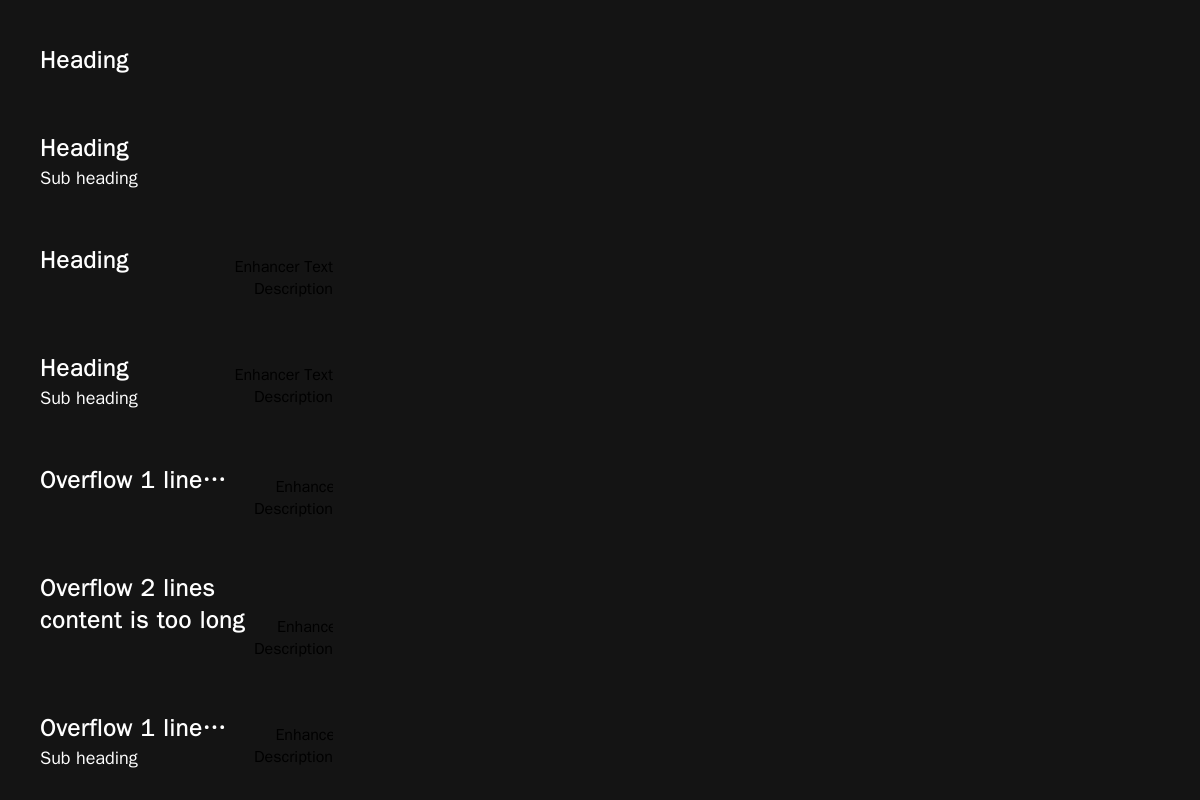 Heading
Heading
Sub heading
Heading
Enhancer Text
Description
Heading
Enhancer Text
Sub heading
Description
Overflow 1 line…
Enhance
Description
Overflow 2 lines
content is too long
Enhance
Description
Overflow 1 line…
Enhance
Sub heading
Description